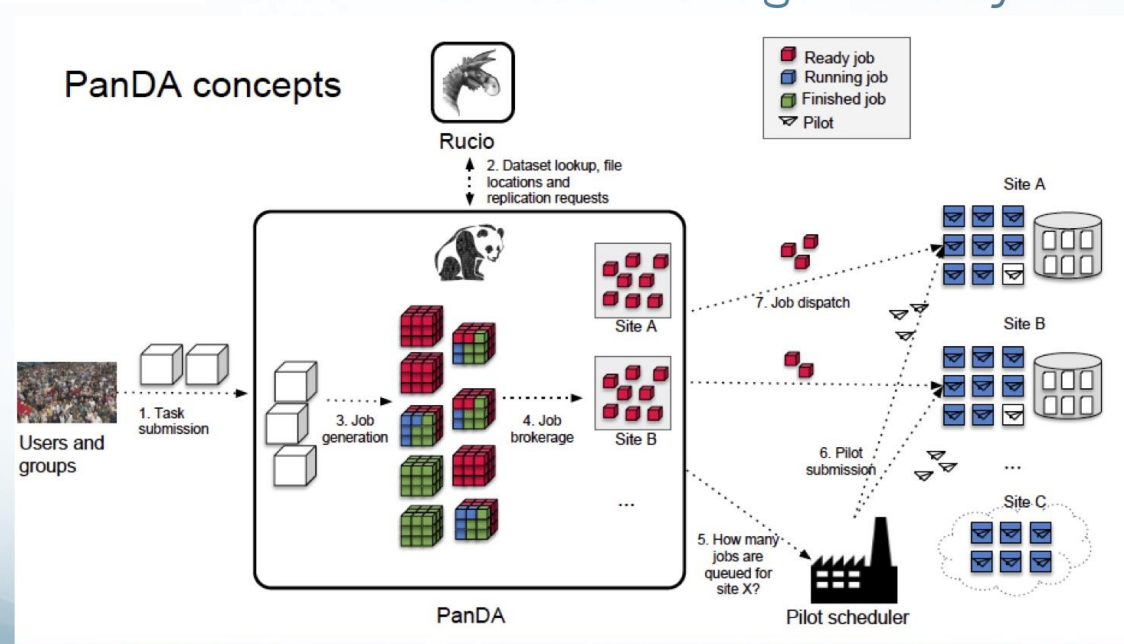 PanDA concepts
Rucio
2. Dataset lookup, file
locations and
replication requests
Ready job
Running job
Finished job
Pilot
Site A
Site A
7. Job dispatch
Site B
1. Task
submission
3. Job
generation
4. Job
brokerage
Site B
Users and
groups
6. Pilot
submission
...
...
Site C
5. How many
jobs are
queued for
site X?
PanDA
Pilot scheduler